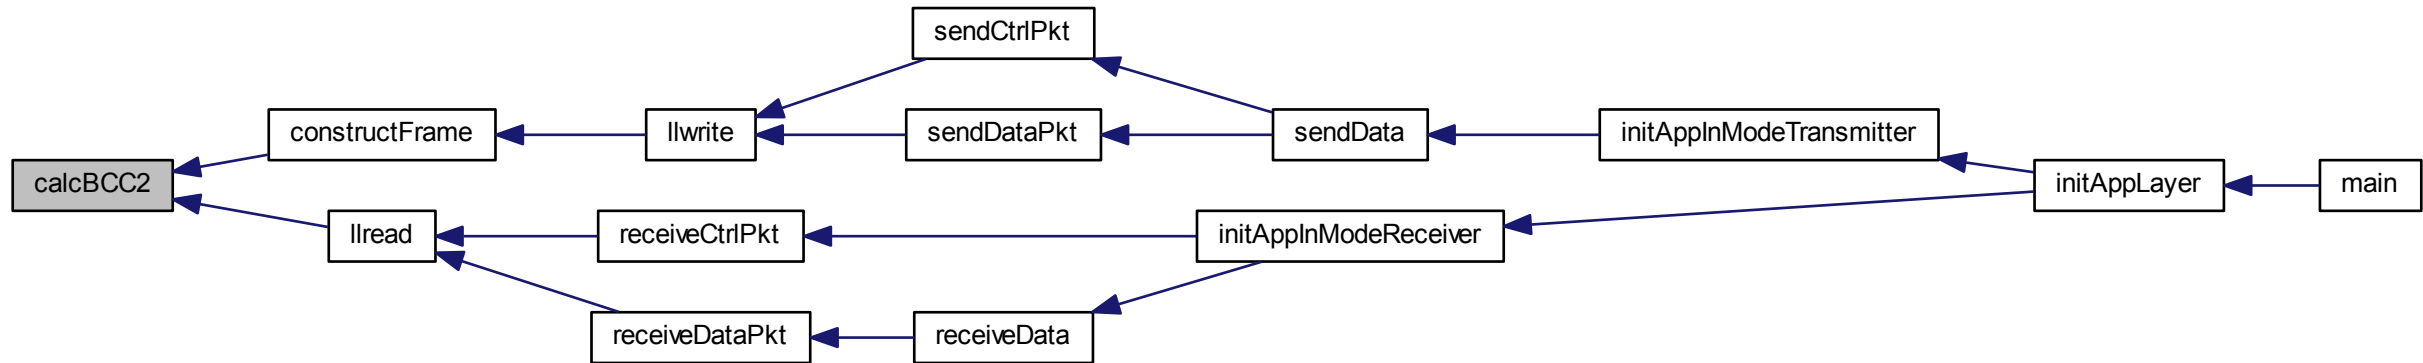 sendCtrlPkt
constructFrame
llwrite
sendDataPkt
sendData
initAppInModeTransmitter
calcBCC2
initAppLayer
main
llread
receiveCtrlPkt
initAppInModeReceiver
receiveDataPkt
receiveData